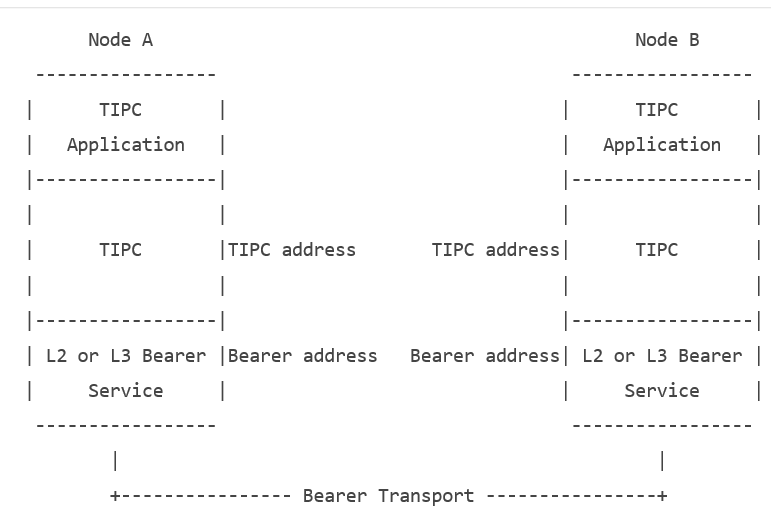 Node A                                             Node B
-----------------                                 -----------------
|      TIPC       |                               |      TIPC       |
|   Application   |                               |   Application   |
|-----------------|                               |-----------------|
|                 |                               |                 |
|      TIPC       |TIPC address       TIPC address|      TIPC       |
|                 |                               |                 |
|-----------------|                               |-----------------|
| L2 or L3 Bearer |Bearer address   Bearer address| L2 or L3 Bearer |
|     Service     |                               |     Service     |
-----------------                                 -----------------
|                                                  |
+---------------- Bearer Transport ----------------+